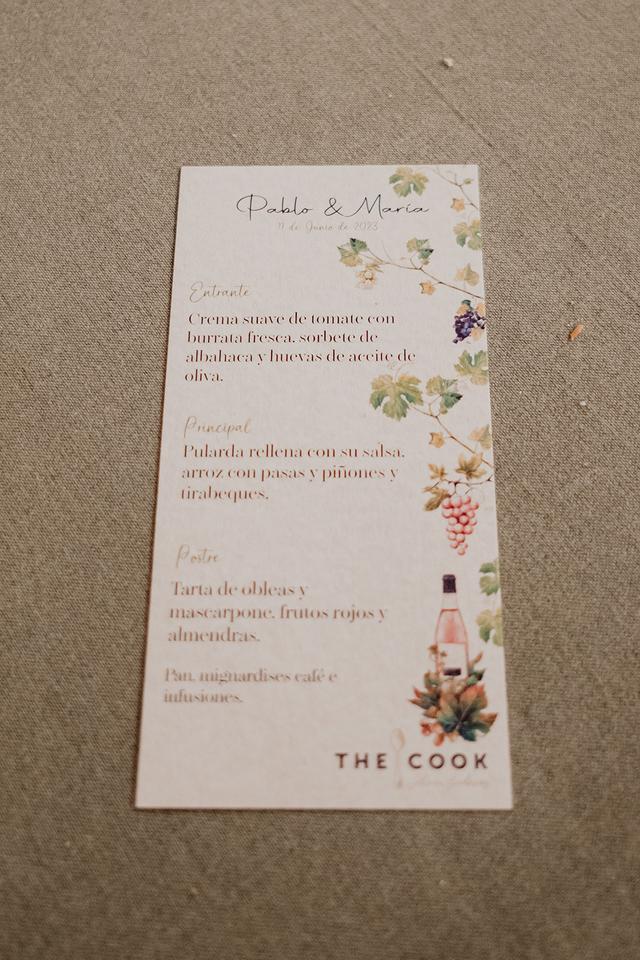 Pablo & María
Entrante
Crema suave de tomate con
burrata fresca, sorbete de
albahaca y huevas de aceite de
oliva.
Principal
Pularda rellena con su salsa,
arroz con pasas y piñones y
tirabeques.
Postre
Tarta de obleas y
mascarpone, frutos rojos y
almendras.
Pan, mignardises café e
infusiones.
THE COOK